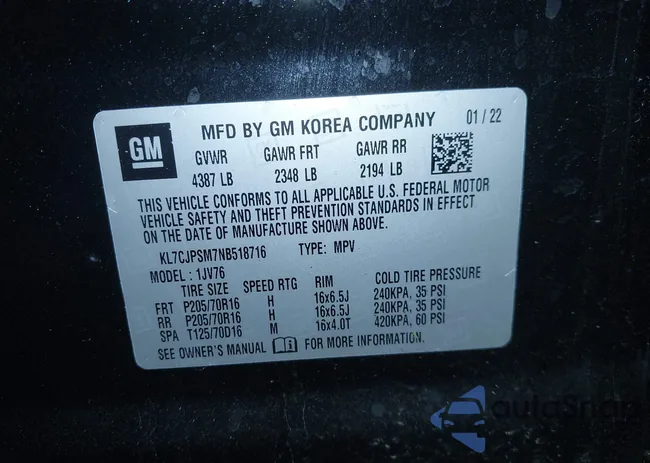 GM
MFD BY GM KOREA COMPANY 01 / 22
GVWR GAWR FRT GAWR RR
4387 LB 2348 LB 2194 LB
THIS VEHICLE CONFORMS TO ALL APPLICABLE U.S. FEDERAL MOTOR
VEHICLE SAFETY AND THEFT PREVENTION STANDARDS IN EFFECT
ON THE DATE OF MANUFACTURE SHOWN ABOVE.
KL7CJPSM7NB518716 TYPE: MPV
MODEL: 1JV76
TIRE SIZE SPEED RTG RIM COLD TIRE PRESSURE
FRT P205/70R16 H 16x6.5J 240KPA, 35 PSI
RR P205/70R16 H 16x6.5J 240KPA, 35 PSI
SPA T125/70D16 M 16x4.0T 420KPA, 60 PSI
SEE OWNER'S MANUAL FOR MORE INFORMATION.